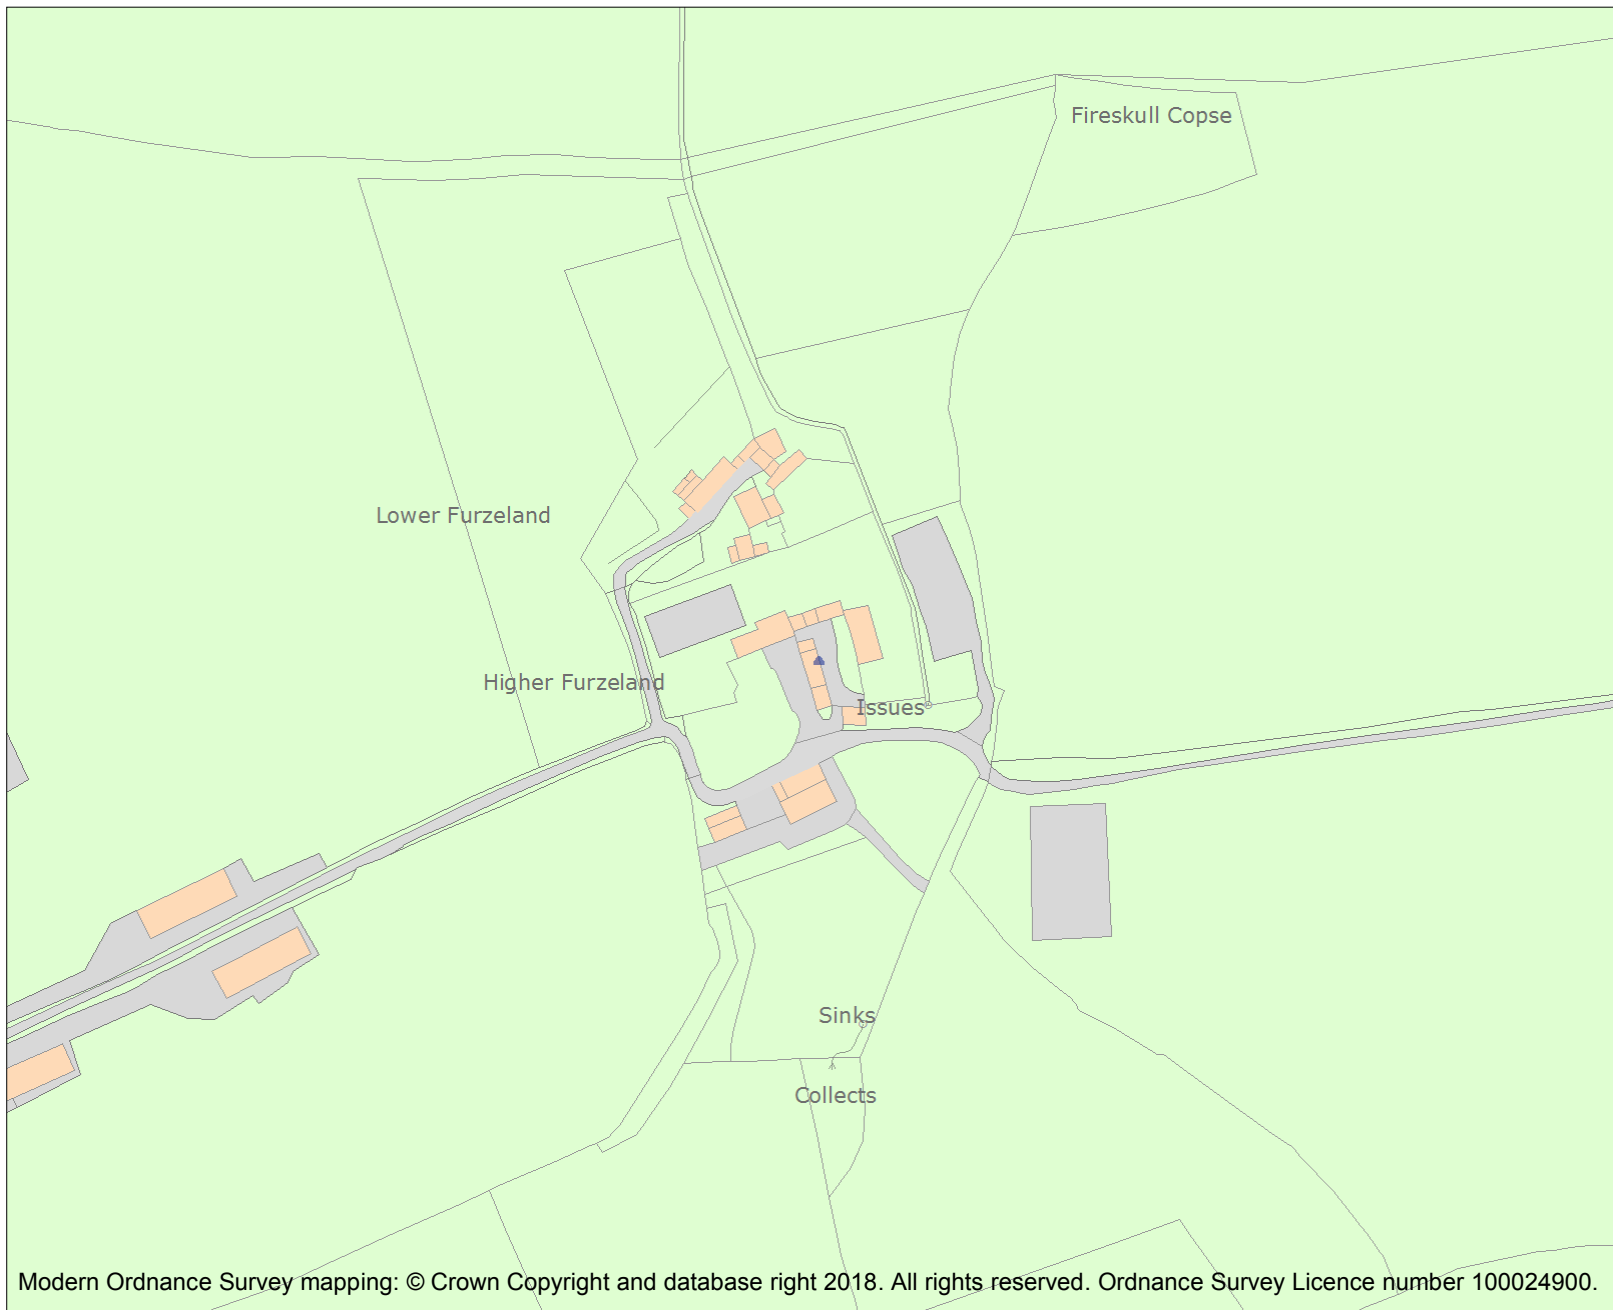 Fireskull Copse
Lower Furzeland
Higher Furzeland
Issues
Sinks
Collects
Modern Ordnance Survey mapping: © Crown Copyright and database right 2018. All rights reserved. Ordnance Survey Licence number 100024900.